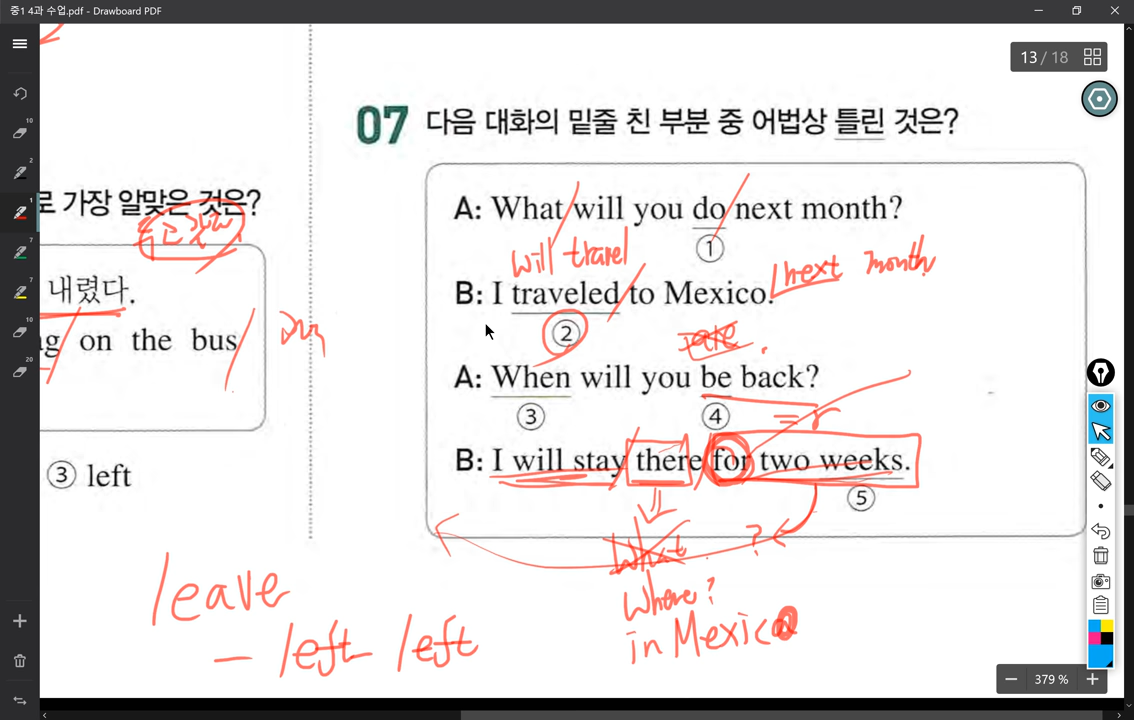 중1 4과 수업.pdf - Drawboard PDF
13 / 18
07 다음 대화의 밑줄 친 부분 중 어법상 틀린 것은?
로 가장 알맞은 것은?
A: What will you do next month?
①
will travel
next month
내렸다.
B: I traveled to Mexico.
②
g on the bus
are
A: When will you be back?
③ ④
= r
B: I will stay there for two weeks.
⑤
③ left
What ?
Where?
in Mexico
leave
- left left
379 %